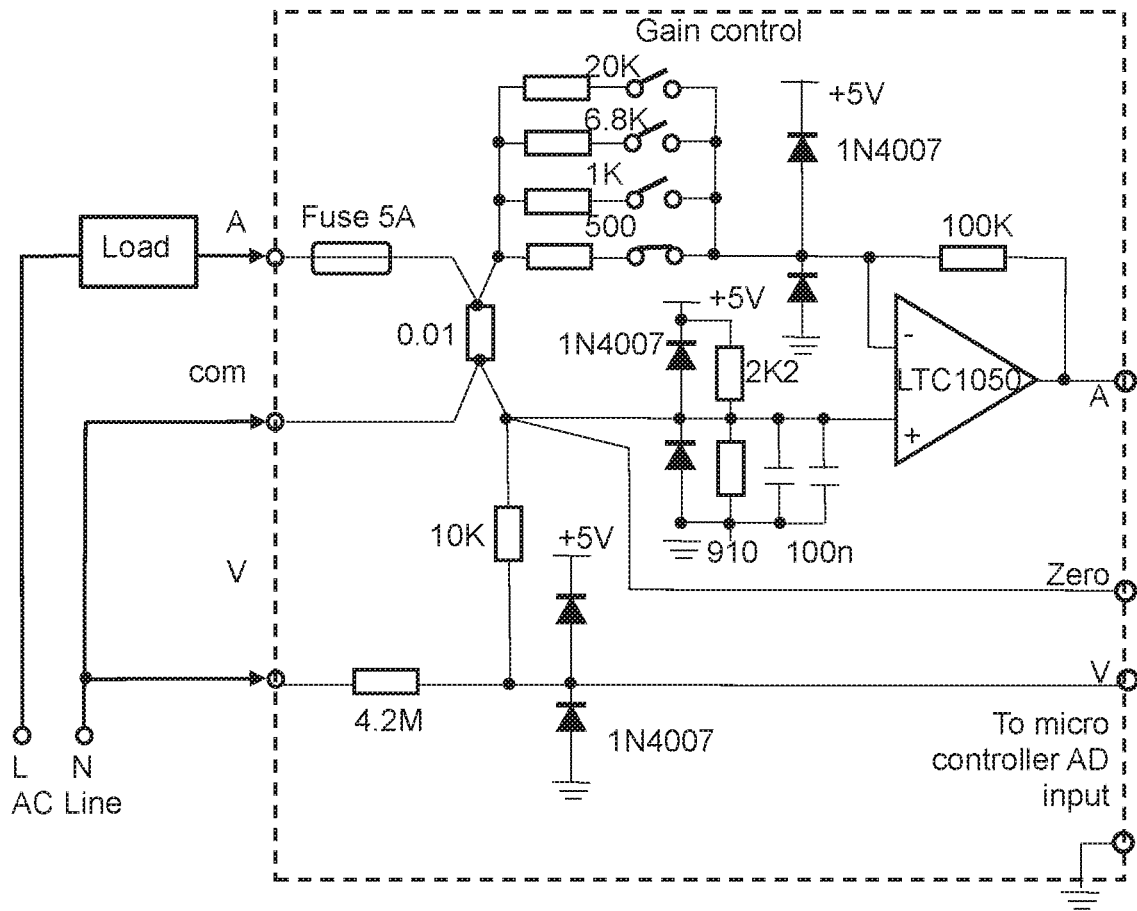 Gain control
20K
+5V
6.8K
1N4007
1K
A
Fuse 5A
500
100K
Load
+5V
0.01
1N4007
-
2K2
LTC1050
com
A
+
10K
+5V
910
100n
V
Zero
V
4.2M
1N4007
L
N
AC Line
To micro
controller AD
input